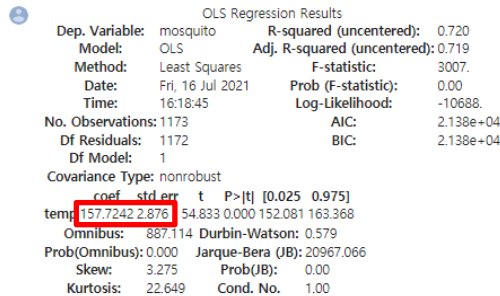 OLS Regression Results
Dep. Variable: mosquito R-squared (uncentered): 0.720
Model: OLS Adj. R-squared (uncentered): 0.719
Method: Least Squares F-statistic: 3007.
Date: Fri, 16 Jul 2021 Prob (F-statistic): 0.00
Time: 16:18:45 Log-Likelihood: -10688.
No. Observations: 1173 AIC: 2.138e+04
Df Residuals: 1172 BIC: 2.138e+04
Df Model: 1
Covariance Type: nonrobust
coef std err t P>|t| [0.025 0.975]
temp 157.7242 2.876 54.833 0.000 152.081 163.368
Omnibus: 887.114 Durbin-Watson: 0.579
Prob(Omnibus): 0.000 Jarque-Bera (JB): 20967.066
Skew: 3.275 Prob(JB): 0.00
Kurtosis: 22.649 Cond. No. 1.00